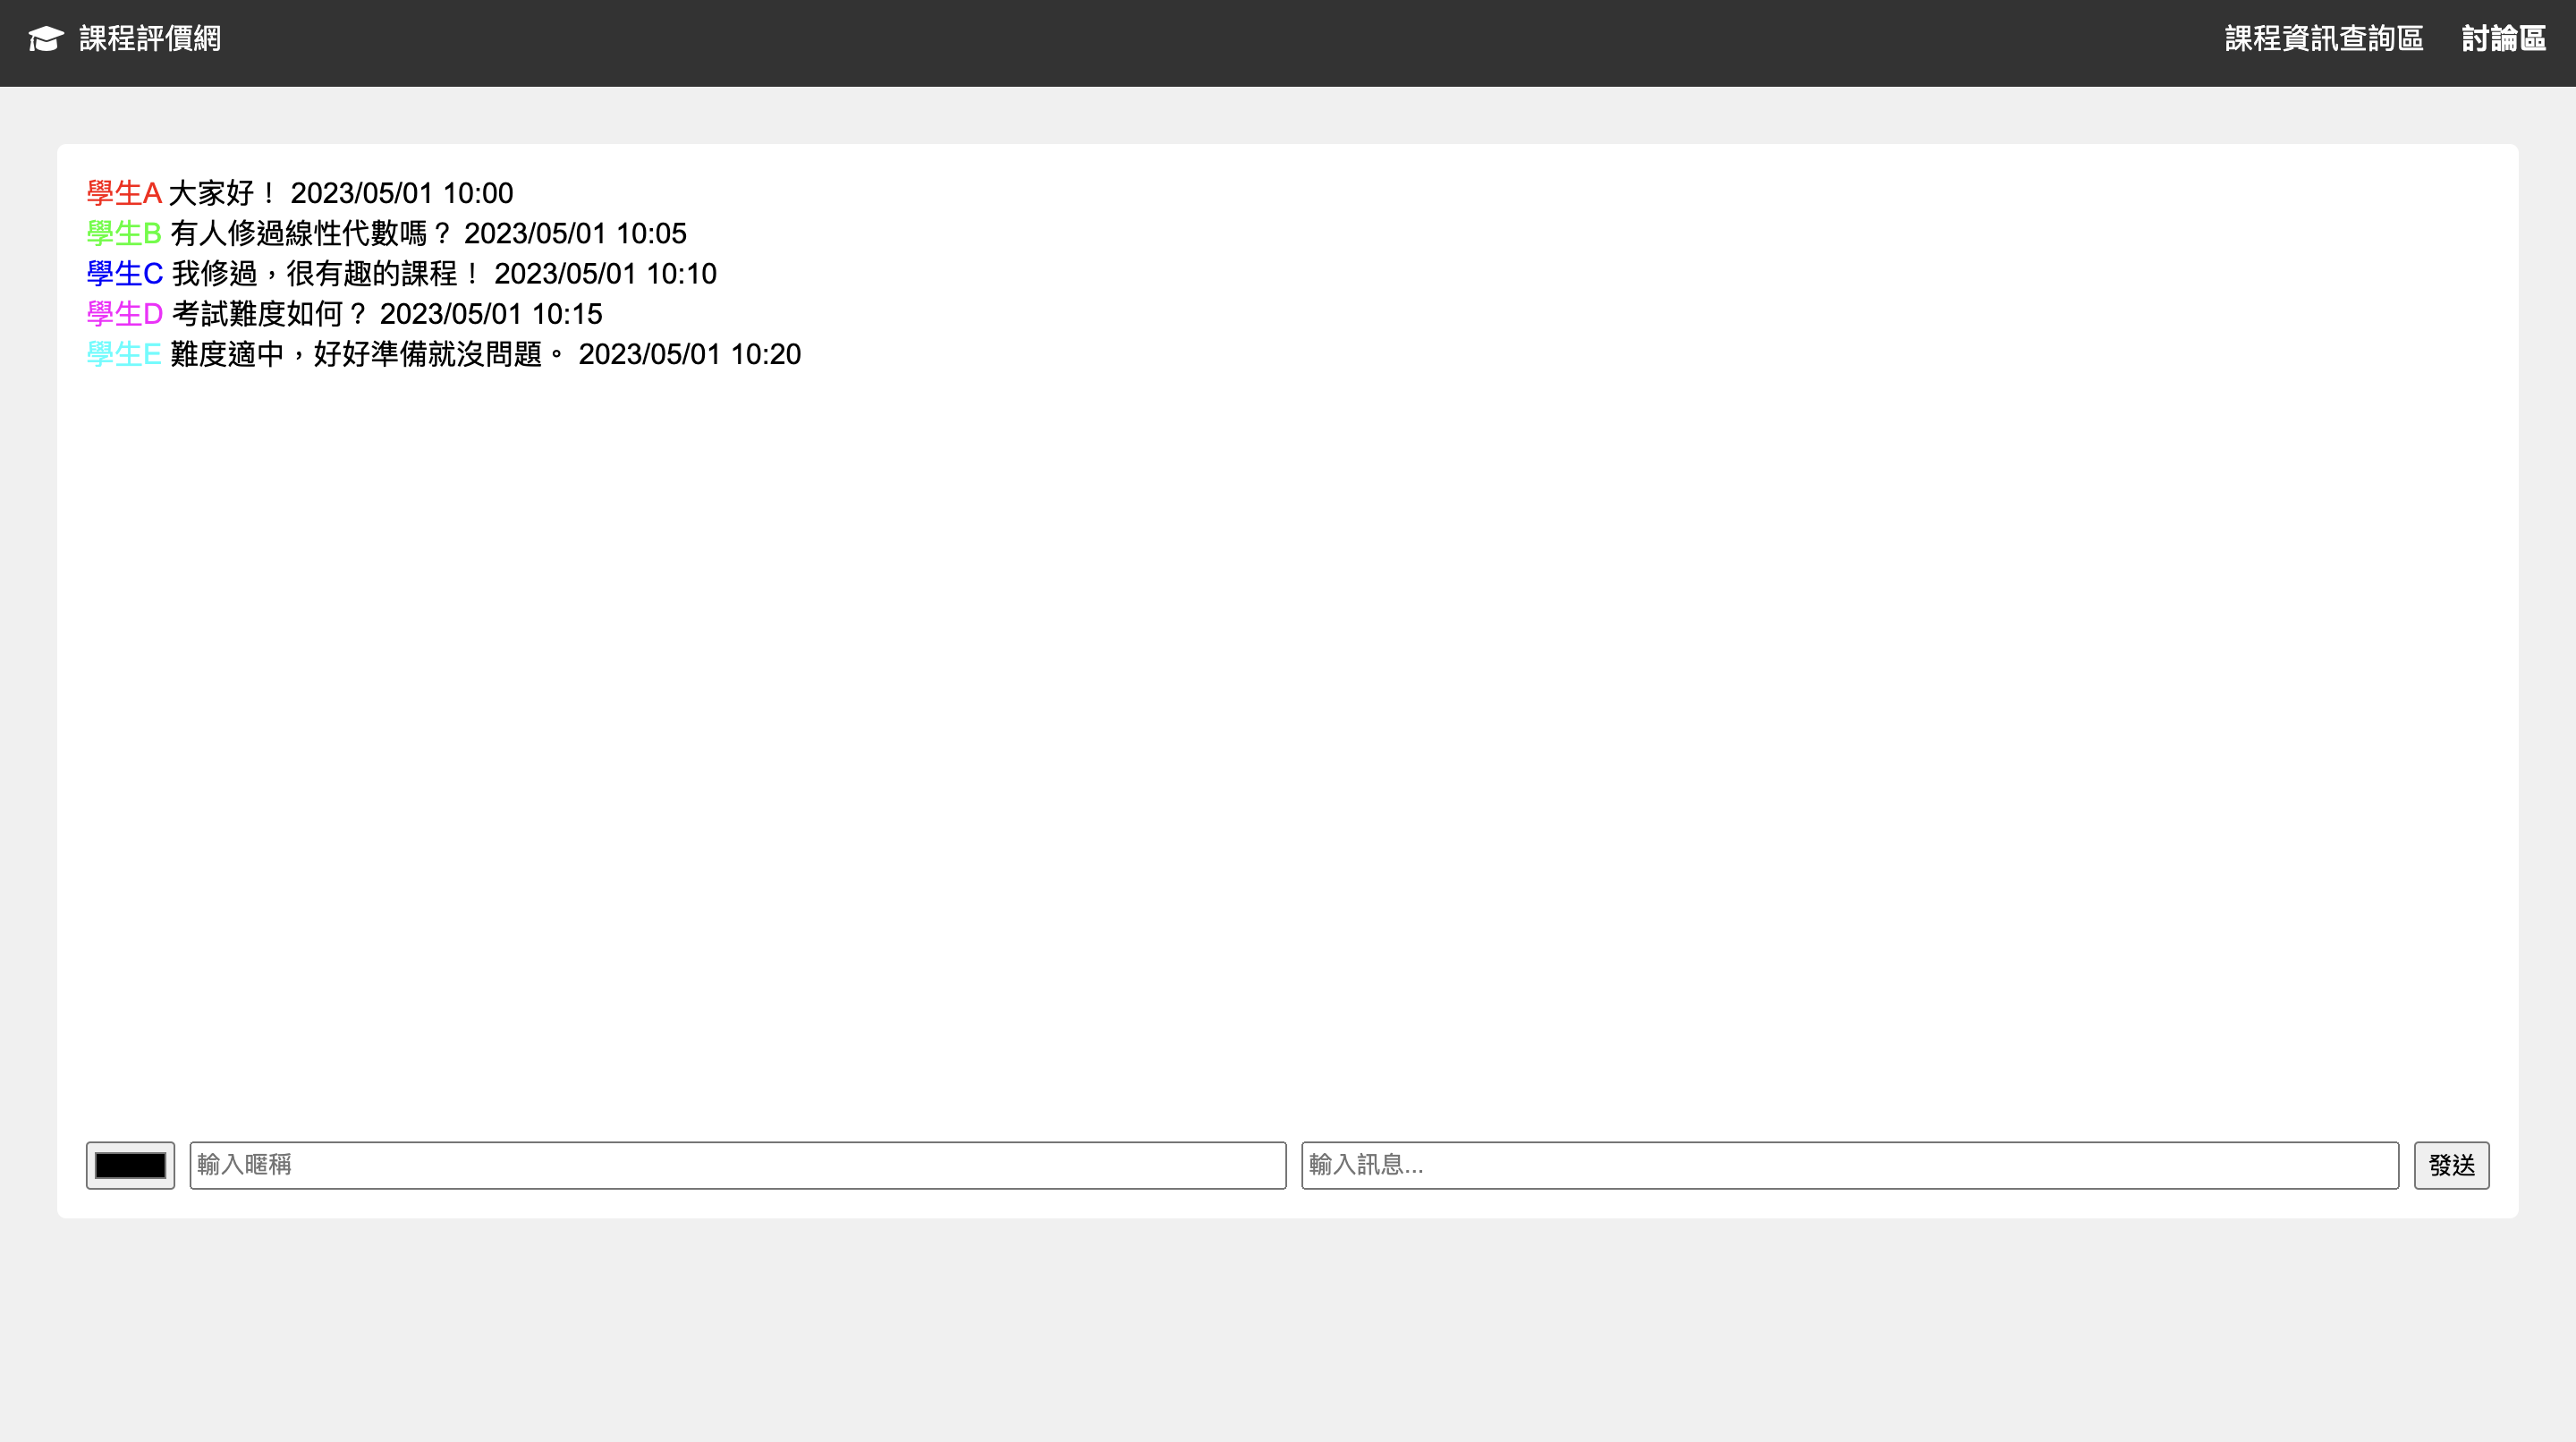 課程評價網
課程資訊查詢區 討論區
學生A 大家好！ 2023/05/01 10:00
學生B 有人修過線性代數嗎？ 2023/05/01 10:05
學生C 我修過，很有趣的課程！ 2023/05/01 10:10
學生D 考試難度如何？ 2023/05/01 10:15
學生E 難度適中，好好準備就沒問題。 2023/05/01 10:20
輸入暱稱 輸入訊息... 發送